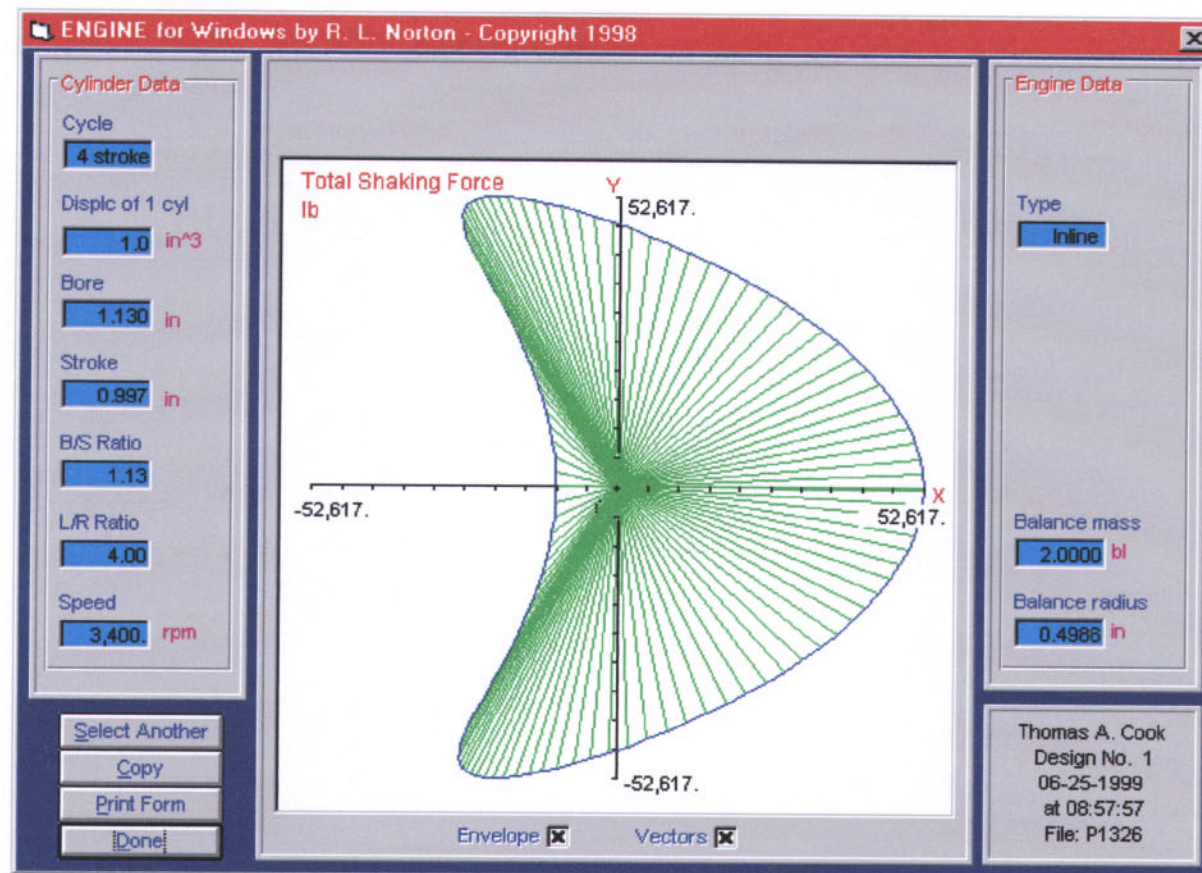 ENGINE for Windows by R. L. Norton - Copyright 1998
Cylinder Data
Cycle
4 stroke
Displc of 1 cyl
1.0 in^3
Bore
1.130 in
Stroke
0.997 in
B/S Ratio
1.13
L/R Ratio
4.00
Speed
3,400. rpm
Select Another
Copy
Print Form
Done
Total Shaking Force
lb
Y
52,617.
-52,617.
X
52,617.
-52,617.
Envelope
Vectors
Engine Data
Type
Inline
Balance mass
2.0000 bl
Balance radius
0.4986 in
Thomas A. Cook
Design No. 1
06-25-1999
at 08:57:57
File: P1326